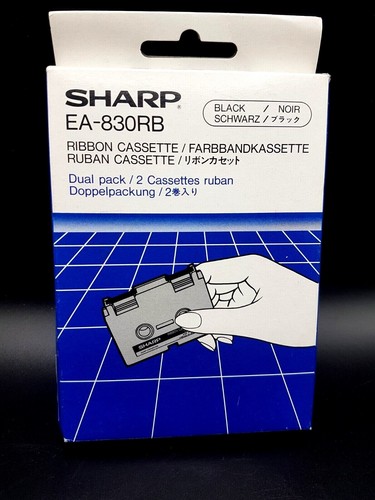 SHARP®
EA-830RB
BLACK / NOIR
SCHWARZ / ブラック
RIBBON CASSETTE / FARBBANDKASSETTE
RUBAN CASSETTE / リボンカセット
Dual pack / 2 Cassettes ruban
Doppelpackung / 2巻入り
SHARP